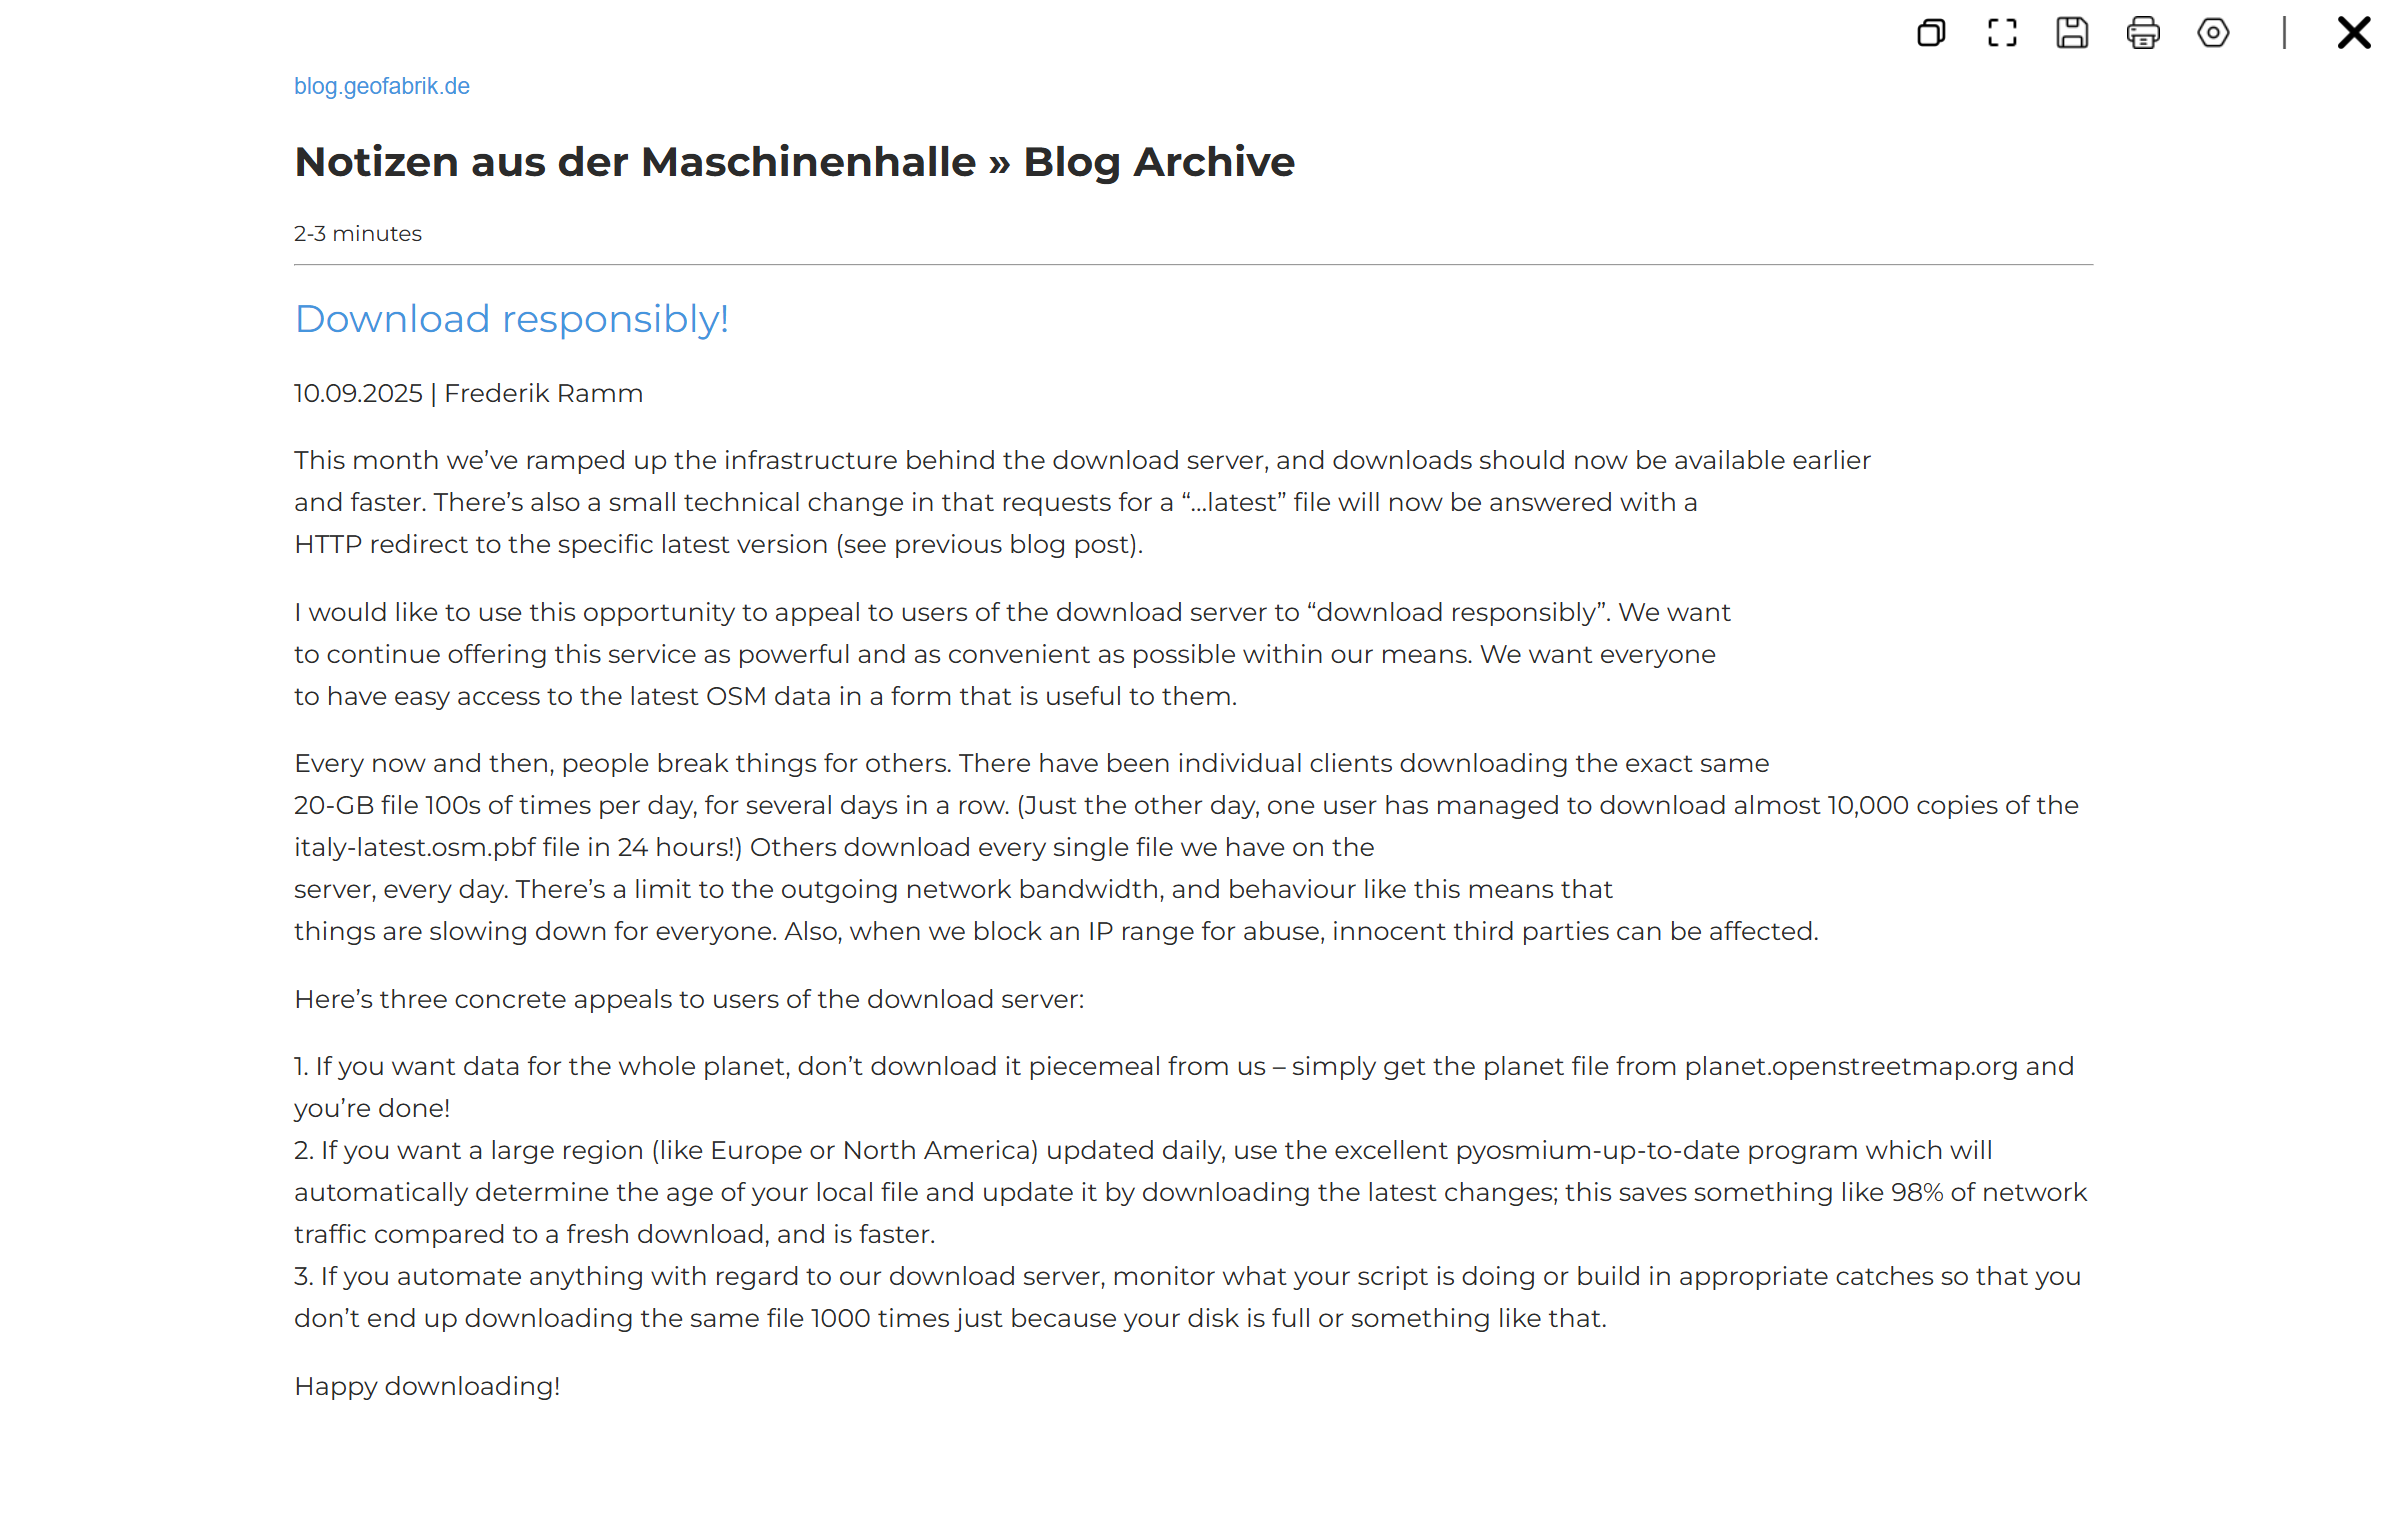 blog.geofabrik.de
Notizen aus der Maschinenhalle » Blog Archive
2-3 minutes
Download responsibly!
10.09.2025 | Frederik Ramm
This month we’ve ramped up the infrastructure behind the download server, and downloads should now be available earlier
and faster. There’s also a small technical change in that requests for a “…latest” file will now be answered with a
HTTP redirect to the specific latest version (see previous blog post).
I would like to use this opportunity to appeal to users of the download server to “download responsibly”. We want
to continue offering this service as powerful and as convenient as possible within our means. We want everyone
to have easy access to the latest OSM data in a form that is useful to them.
Every now and then, people break things for others. There have been individual clients downloading the exact same
20-GB file 100s of times per day, for several days in a row. (Just the other day, one user has managed to download almost 10,000 copies of the
italy-latest.osm.pbf file in 24 hours!) Others download every single file we have on the
server, every day. There’s a limit to the outgoing network bandwidth, and behaviour like this means that
things are slowing down for everyone. Also, when we block an IP range for abuse, innocent third parties can be affected.
Here’s three concrete appeals to users of the download server:
1. If you want data for the whole planet, don’t download it piecemeal from us – simply get the planet file from planet.openstreetmap.org and
you’re done!
2. If you want a large region (like Europe or North America) updated daily, use the excellent pyosmium-up-to-date program which will
automatically determine the age of your local file and update it by downloading the latest changes; this saves something like 98% of network
traffic compared to a fresh download, and is faster.
3. If you automate anything with regard to our download server, monitor what your script is doing or build in appropriate catches so that you
don’t end up downloading the same file 1000 times just because your disk is full or something like that.
Happy downloading!